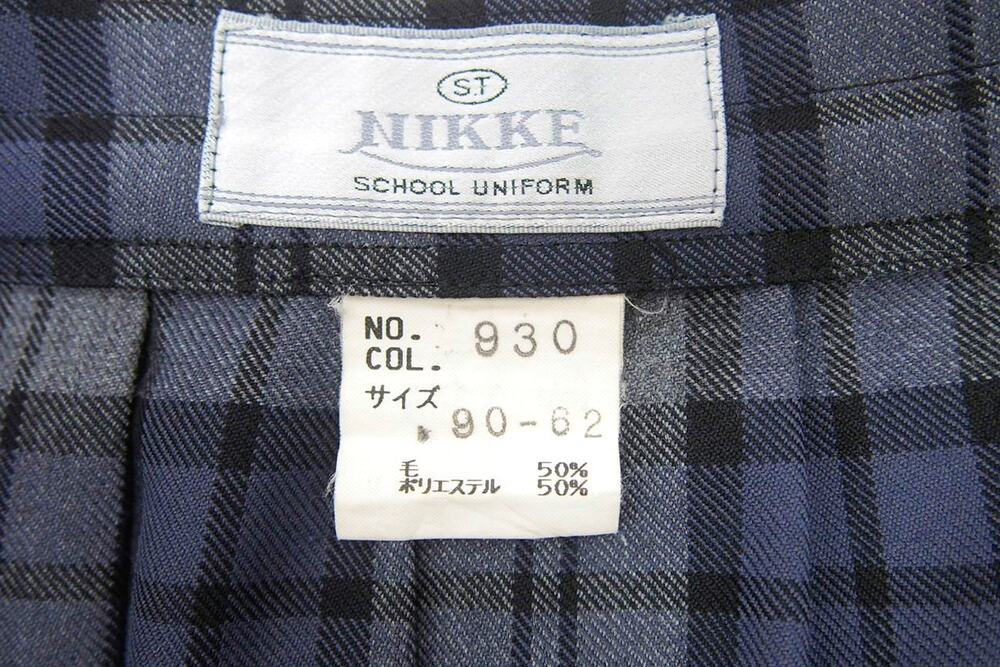 S.T
NIKKE
SCHOOL UNIFORM
NO. 930
COL.
サイズ
90-62
毛 50%
ポリエステル 50%